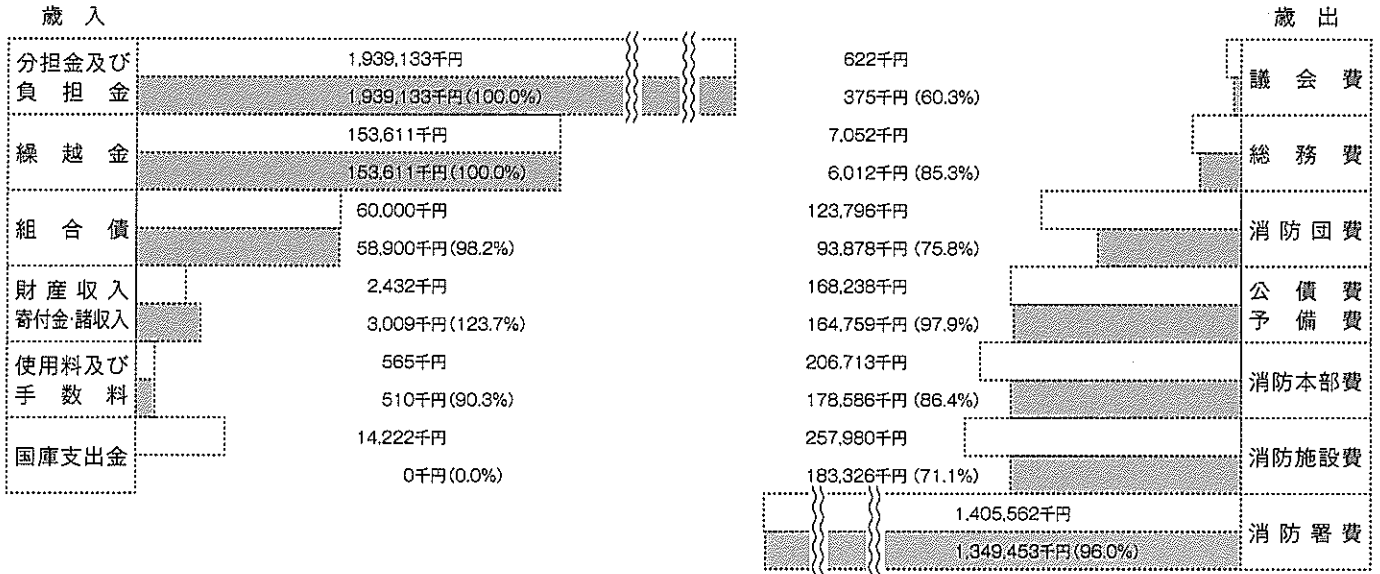 歳入
分担金及び
負担金
1,939,133千円
1,939,133千円(100.0%)
繰越金
153,611千円
153,611千円(100.0%)
組合債
60,000千円
58,900千円(98.2%)
財産収入
寄付金・諸収入
2,432千円
3,009千円(123.7%)
使用料及び
手数料
565千円
510千円(90.3%)
国庫支出金
14,222千円
0千円(0.0%)
歳出
622千円
375千円(60.3%)
議会費
7,052千円
6,012千円(85.3%)
総務費
123,796千円
93,878千円(75.8%)
消防団費
168,238千円
164,759千円(97.9%)
公債費
予備費
206,713千円
178,586千円(86.4%)
消防本部費
257,980千円
183,326千円(71.1%)
消防施設費
1,405,562千円
1,349,453千円(96.0%)
消防署費